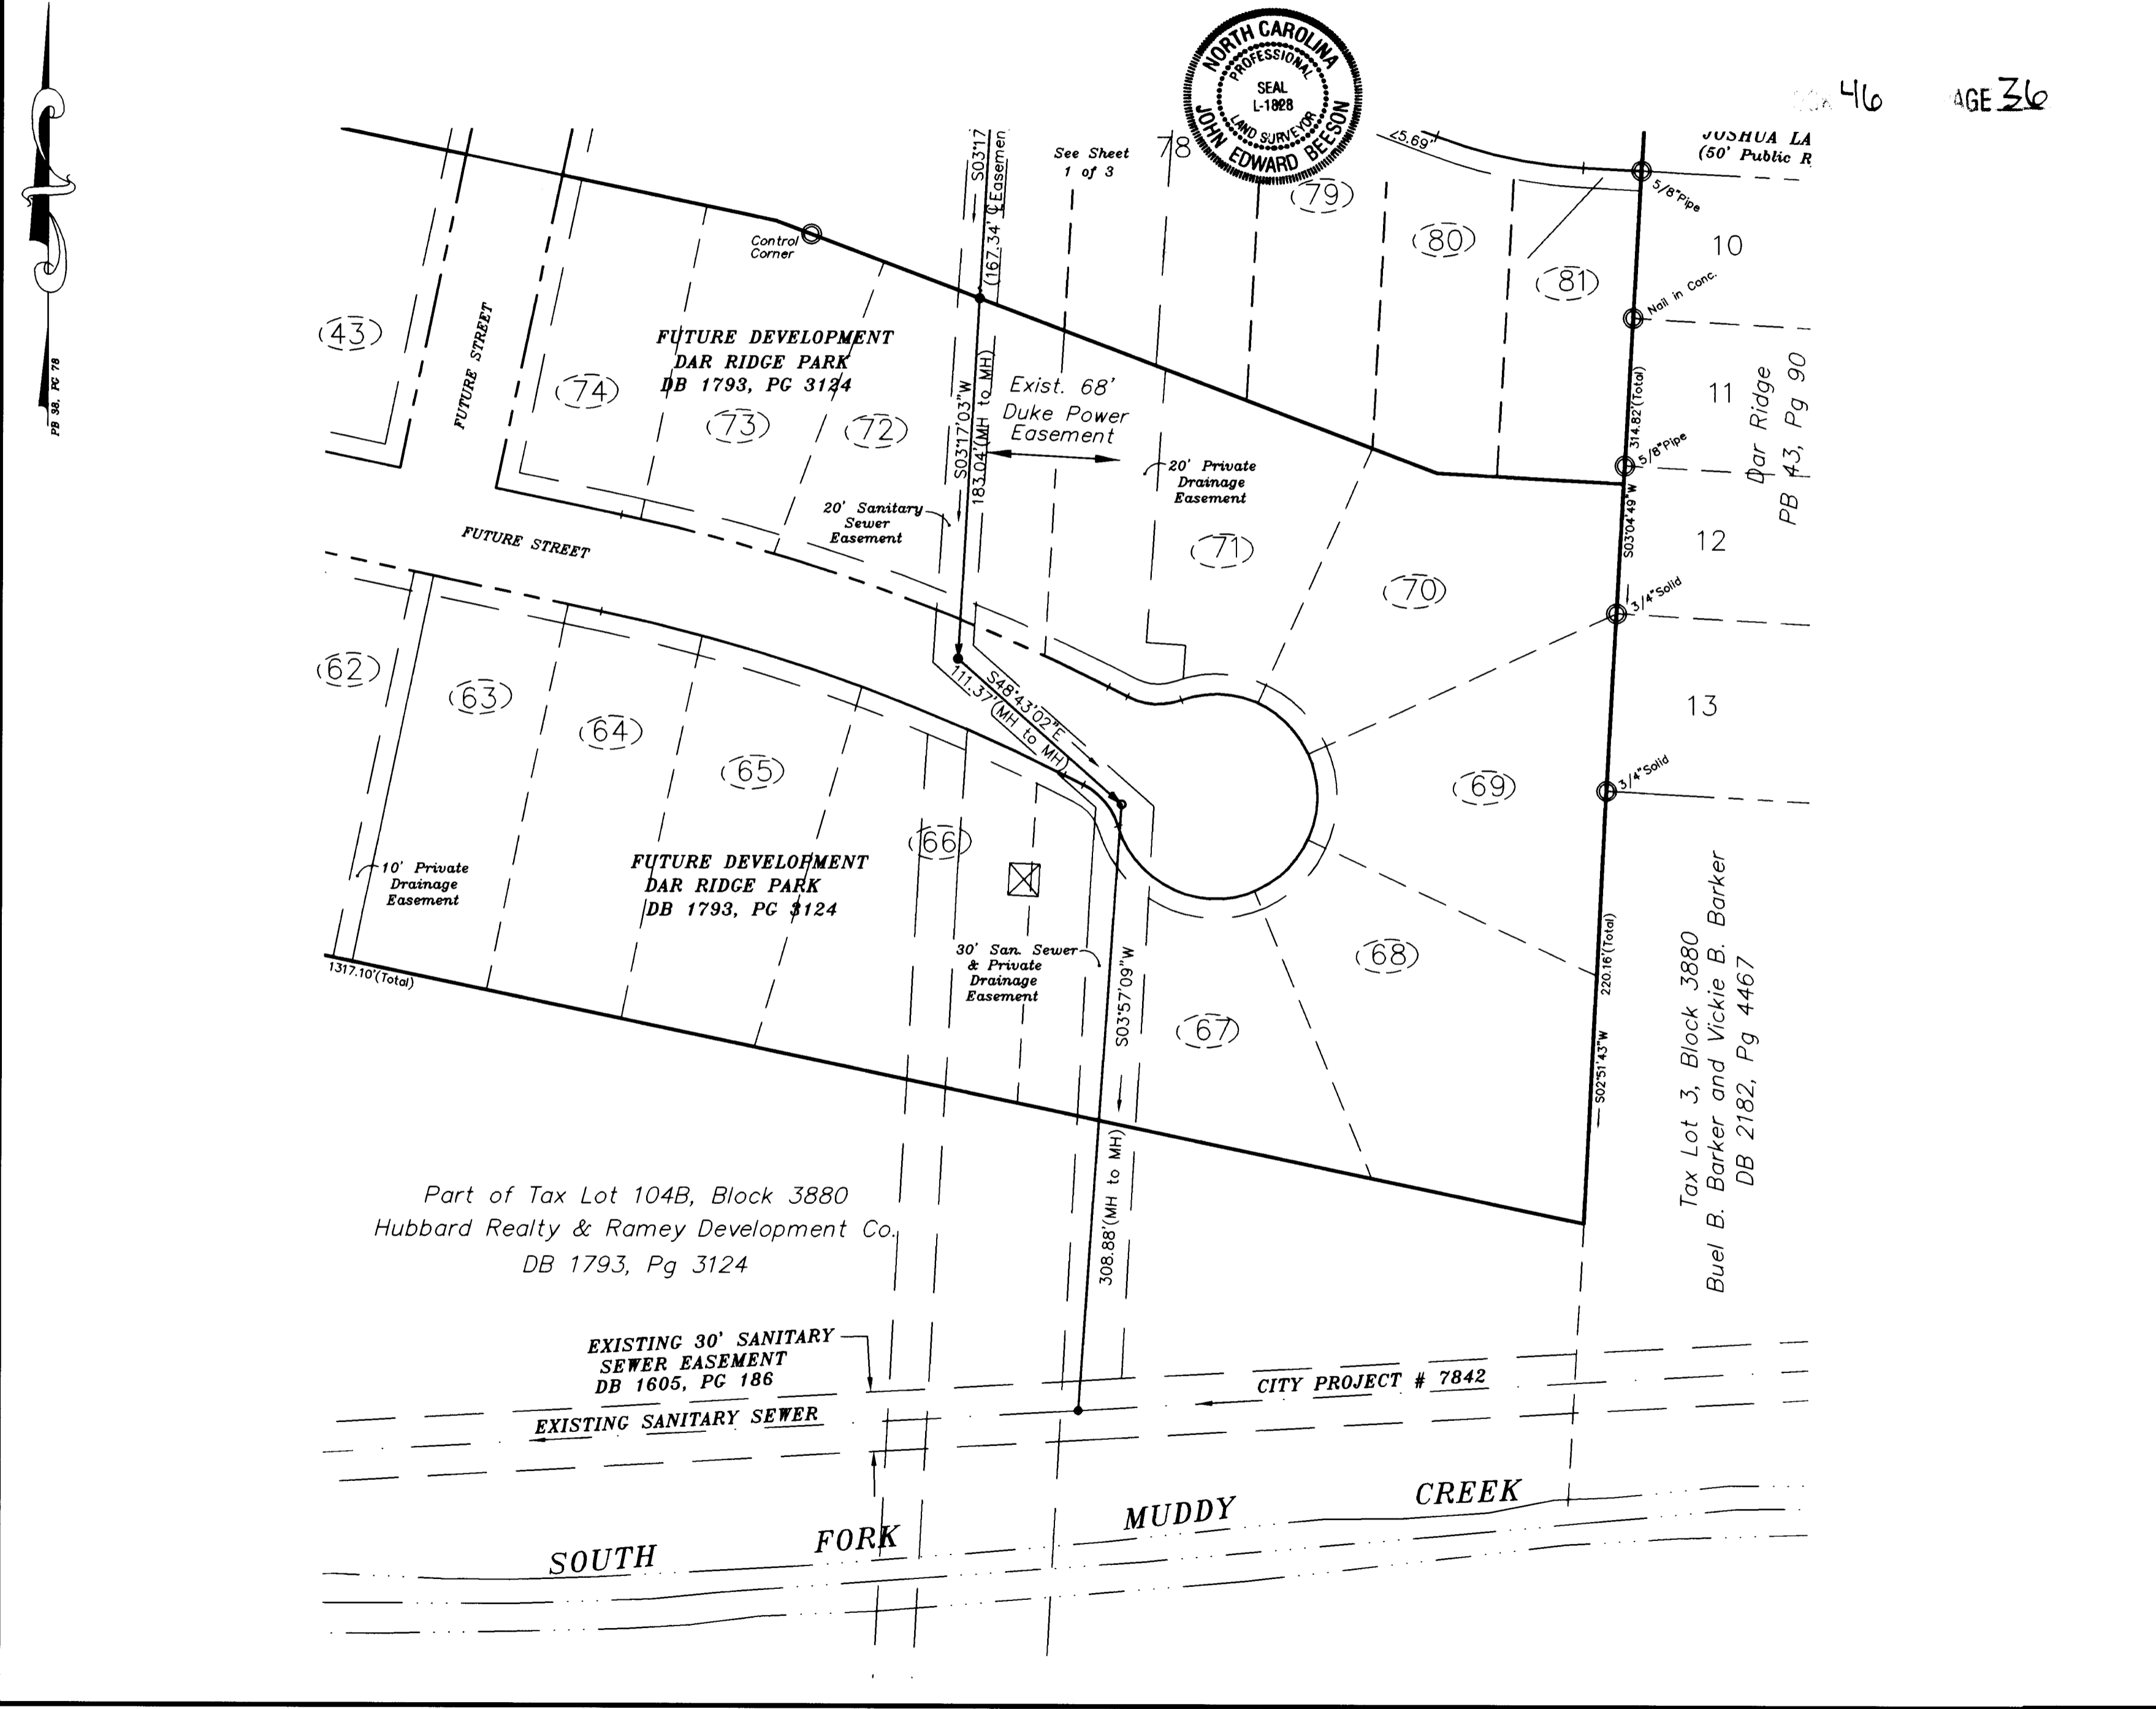 NORTH CAROLINA
PROFESSIONAL
SEAL
L-1828
LAND SURVEYOR
JOHN EDWARD BEESON
46
AGE 36
PB 38, PG 78
JOSHUA LA
(50' Public R
25.69'
See Sheet
1 of 3
78
(79)
(80)
(81)
5/8"Pipe
10
Nail in Conc.
11
314.82'(Total)
5/8"Pipe
Dar Ridge
PB 43, Pg 90
S03°04'49"W
12
3/4"Solid
13
3/4"Solid
S03°17
(167.34' ℄ Easemen
Control
Corner
(43)
FUTURE STREET
FUTURE DEVELOPMENT
DAR RIDGE PARK
DB 1793, PG 3124
(74)
(73)
(72)
S03°17'03"W
183.04'(MH to MH)
Exist. 68'
Duke Power
Easement
20' Private
Drainage
Easement
20' Sanitary
Sewer
Easement
(71)
(70)
FUTURE STREET
(62)
(63)
(64)
(65)
(66)
S48°43'02"E
111.37'(MH to MH)
(69)
(68)
(67)
10' Private
Drainage
Easement
FUTURE DEVELOPMENT
DAR RIDGE PARK
DB 1793, PG 3124
30' San. Sewer
& Private
Drainage
Easement
S03°57'09"W
308.88'(MH to MH)
1317.10'(Total)
220.16'(Total)
S02°51'43"W
Tax Lot 3, Block 3880
Buel B. Barker and Vickie B. Barker
DB 2182, Pg 4467
Part of Tax Lot 104B, Block 3880
Hubbard Realty & Ramey Development Co.
DB 1793, Pg 3124
EXISTING 30' SANITARY
SEWER EASEMENT
DB 1605, PG 186
EXISTING SANITARY SEWER
CITY PROJECT # 7842
SOUTH FORK MUDDY CREEK